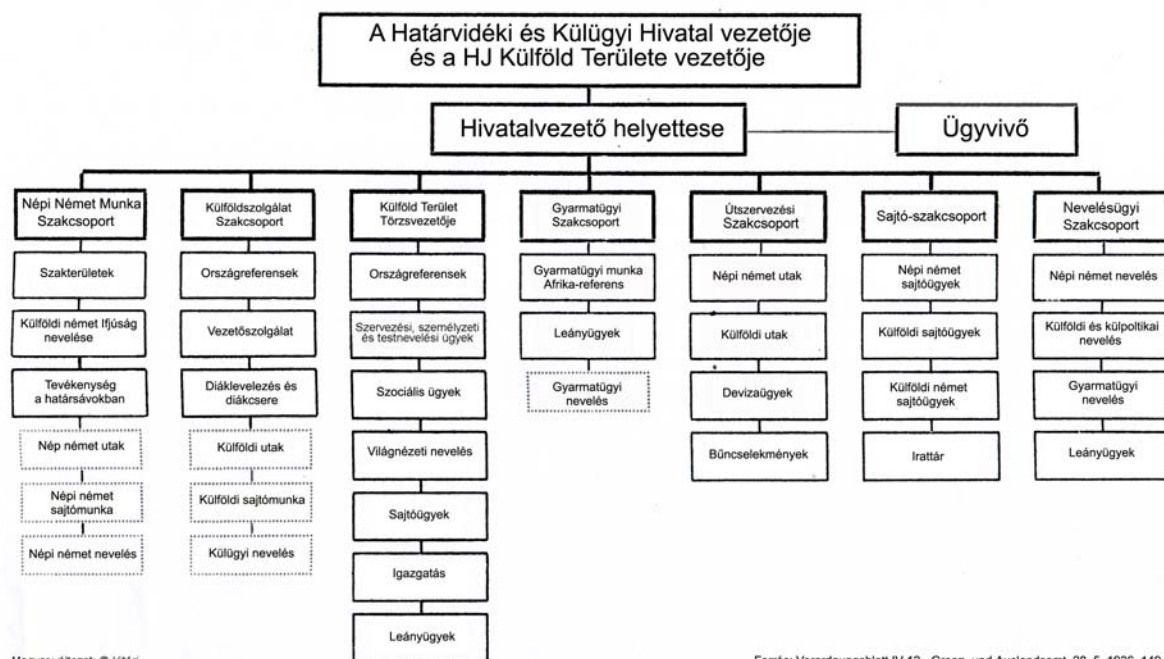 A Határvidéki és Külügyi Hivatal vezetője
és a HJ Külföld Területe vezetője
Hivatalvezető helyettese
Ügyvivő
Népi Német Munka
Szakcsoport
Szakterületek
Külföldi német Ifjúság
nevelése
Tevékenység
a határsávokban
Nép német utak
Népi német
sajtómunka
Népi német nevelés
Külföldszolgálat
Szakcsoport
Országreferensek
Vezetőszolgálat
Diáklevelezés és
diákcsere
Külföldi utak
Külföldi sajtómunka
Külügyi nevelés
Külföld Terület
Törzsvezetője
Országreferensek
Szervezési, személyzeti
és testnevelési ügyek
Szociális ügyek
Világnézeti nevelés
Sajtóügyek
Igazgatás
Leányügyek
Gyarmatügyi
Szakcsoport
Gyarmatügyi munka
Afrika-referens
Leányügyek
Gyarmatügyi
nevelés
Útszervezési
Szakcsoport
Népi német utak
Külföldi utak
Devizaügyek
Bűncselekmények
Sajtó-szakcsoport
Népi német
sajtóügyek
Külföldi sajtóügyek
Külföldi német
sajtóügyek
Irattár
Nevelésügyi
Szakcsoport
Népi német nevelés
Külföldi és külpoltikai
nevelés
Gyarmatügyi
nevelés
Leányügyek